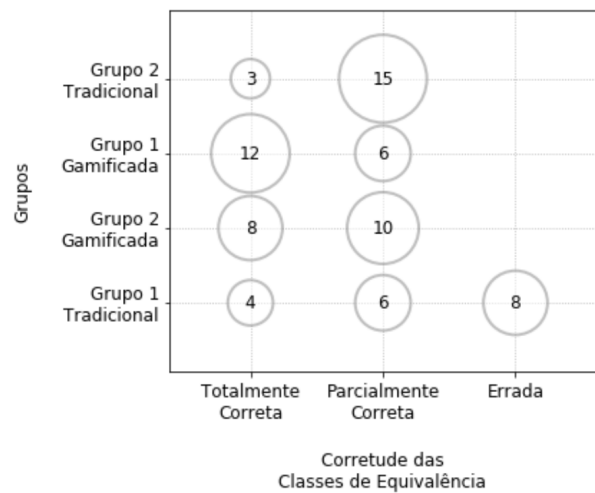 Grupo 2
Tradicional
3
15
Grupo 1
Gamificada
12
6
Grupo 2
Gamificada
8
10
Grupo 1
Tradicional
4
6
8
Grupos
Totalmente
Correta
Parcialmente
Correta
Errada
Corretude das
Classes de Equivalência